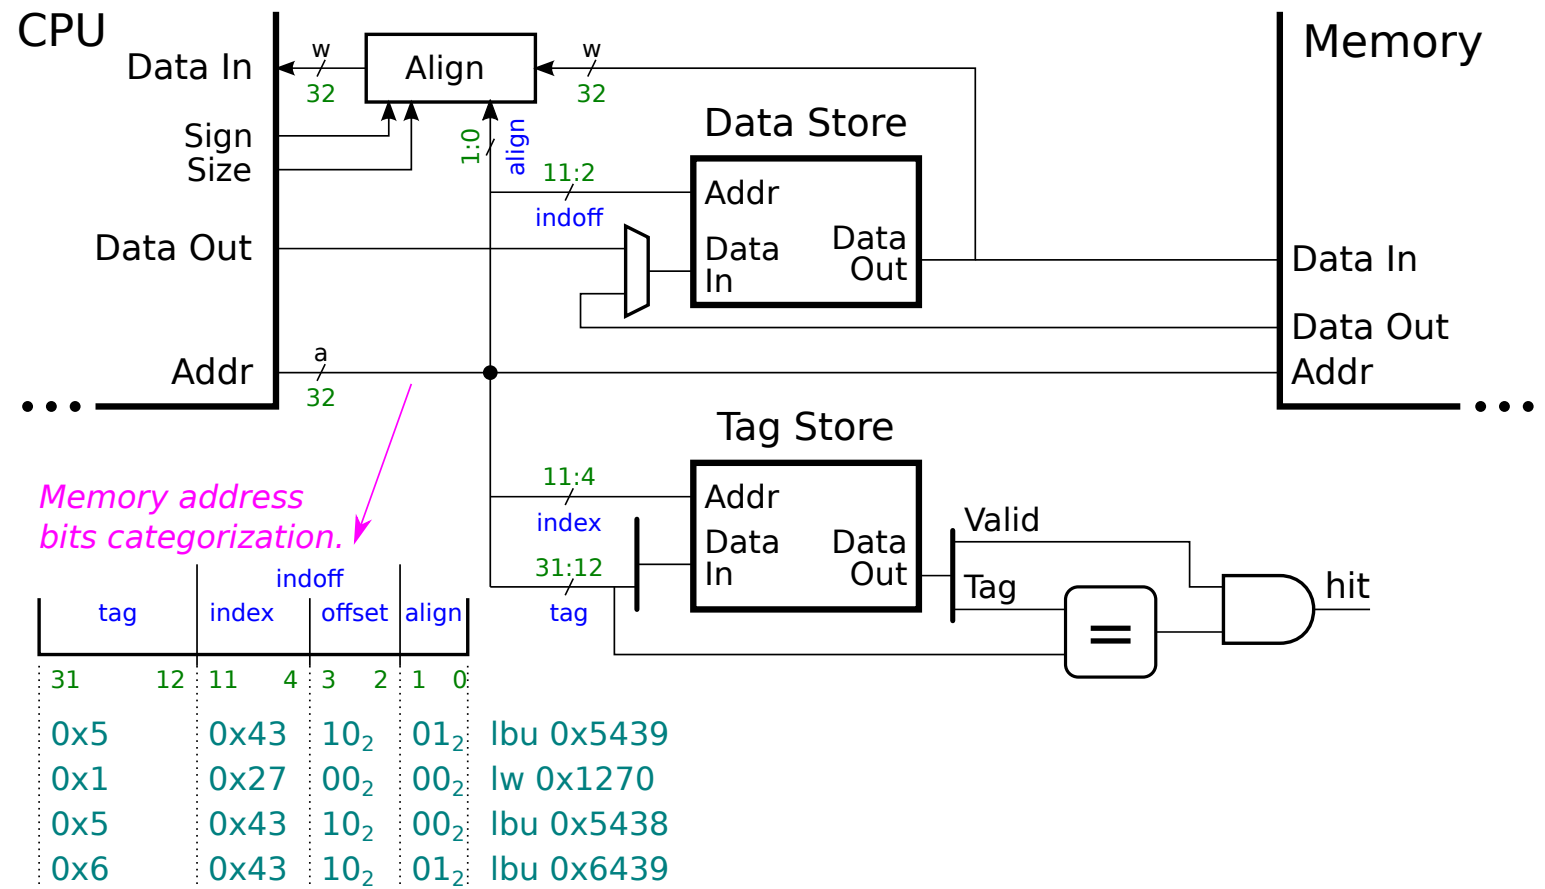 CPU
Memory
Data In
w
32
Align
w
32
Sign
Size
1:0
align
Data Store
11:2
indoff
Addr
Data In
Data Out
Data Out
Data In
Data Out
Addr
a
32
Addr
Tag Store
Memory address
bits categorization.
11:4
index
Addr
Data In
Data Out
31:12
tag
Valid
Tag
=
hit
indoff
tag index offset align
31 12 11 4 3 2 1 0
0x5 0x43 10₂ 01₂ lbu 0x5439
0x1 0x27 00₂ 00₂ lw 0x1270
0x5 0x43 10₂ 00₂ lbu 0x5438
0x6 0x43 10₂ 01₂ lbu 0x6439